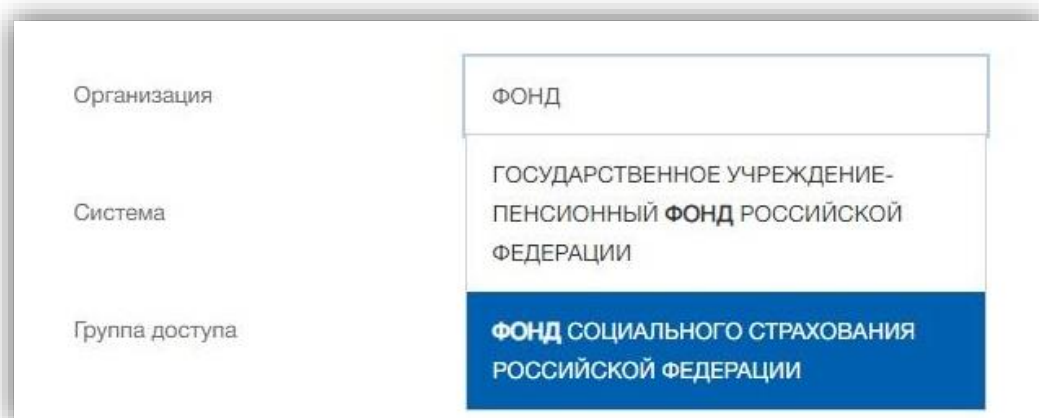 Организация
ФОНД
ГОСУДАРСТВЕННОЕ УЧРЕЖДЕНИЕ-
ПЕНСИОННЫЙ ФОНД РОССИЙСКОЙ
ФЕДЕРАЦИИ
Система
ФОНД СОЦИАЛЬНОГО СТРАХОВАНИЯ
РОССИЙСКОЙ ФЕДЕРАЦИИ
Группа доступа